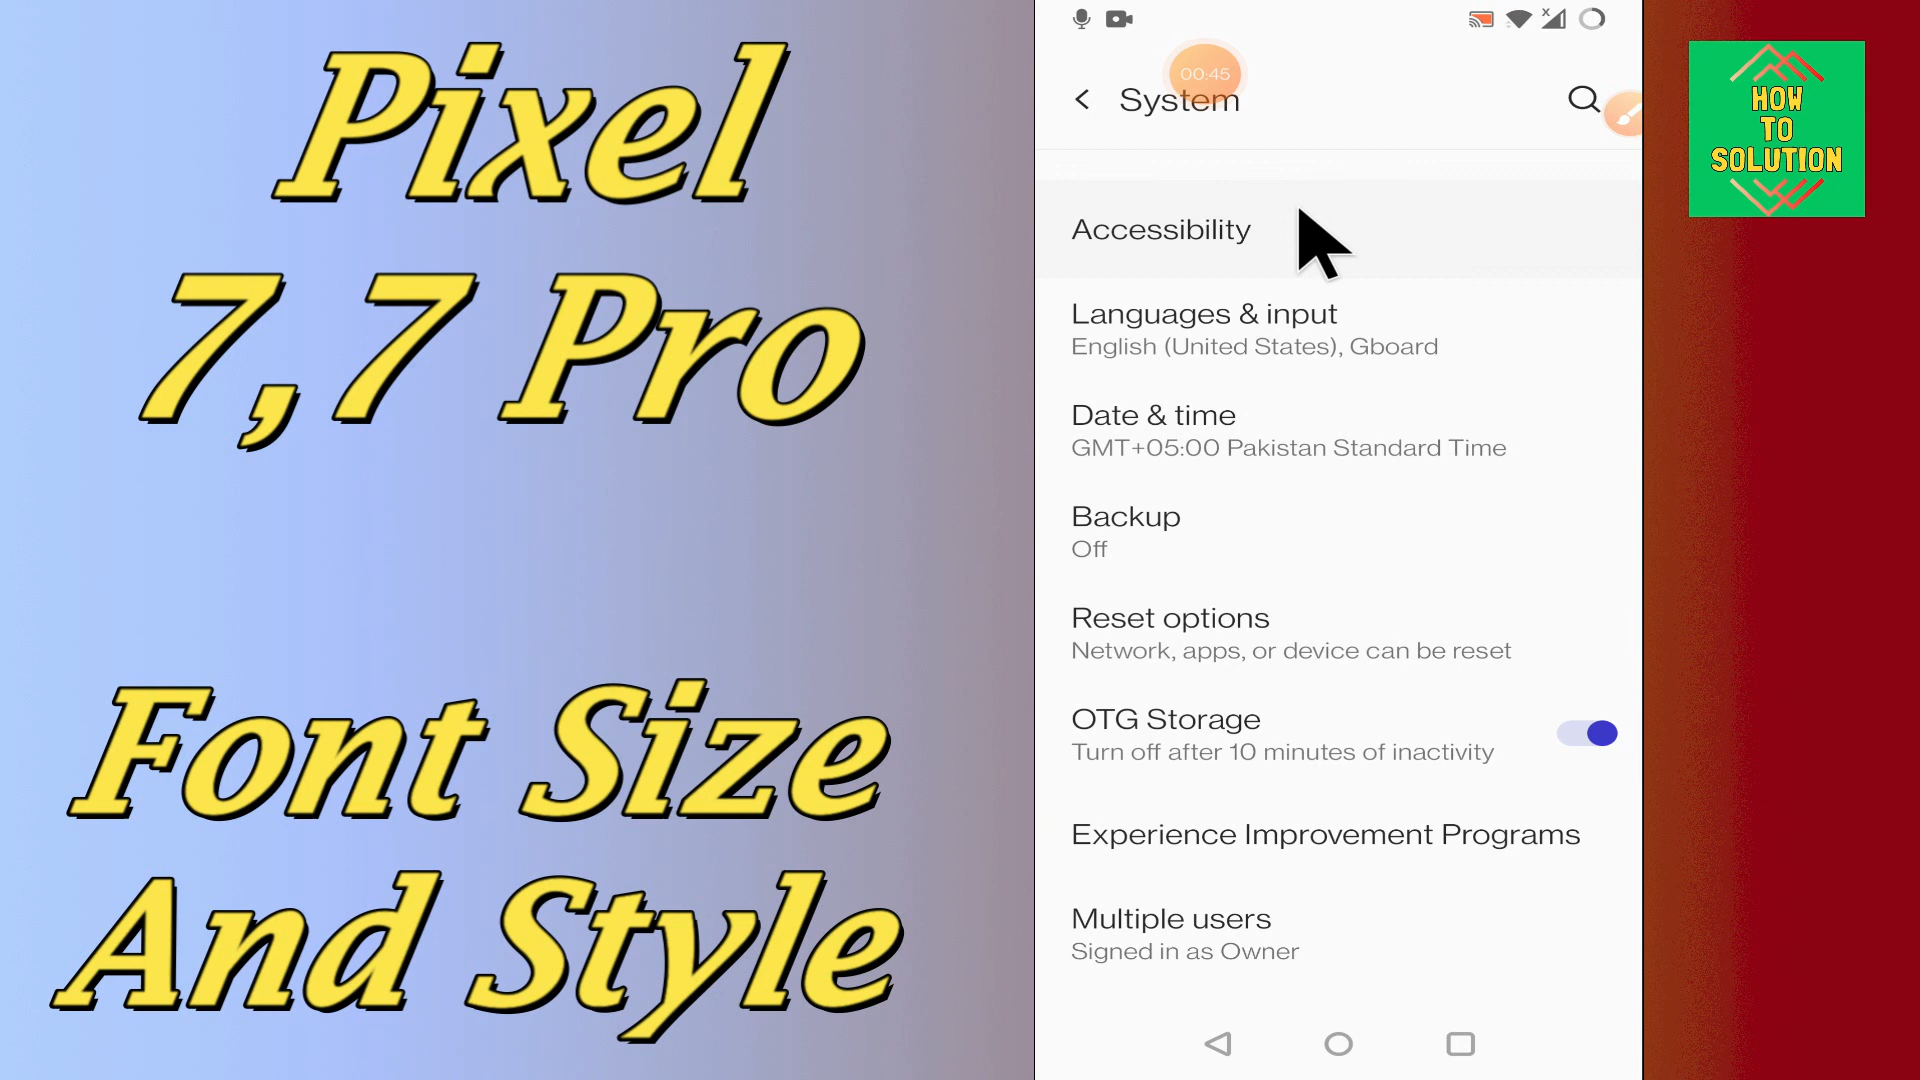 Pixel
7,7 Pro
Font Size
And Style
00:45
System
Accessibility
Languages & input
English (United States), Gboard
Date & time
GMT+05:00 Pakistan Standard Time
Backup
Off
Reset options
Network, apps, or device can be reset
OTG Storage
Turn off after 10 minutes of inactivity
Experience Improvement Programs
Multiple users
Signed in as Owner
HOW
TO
SOLUTION